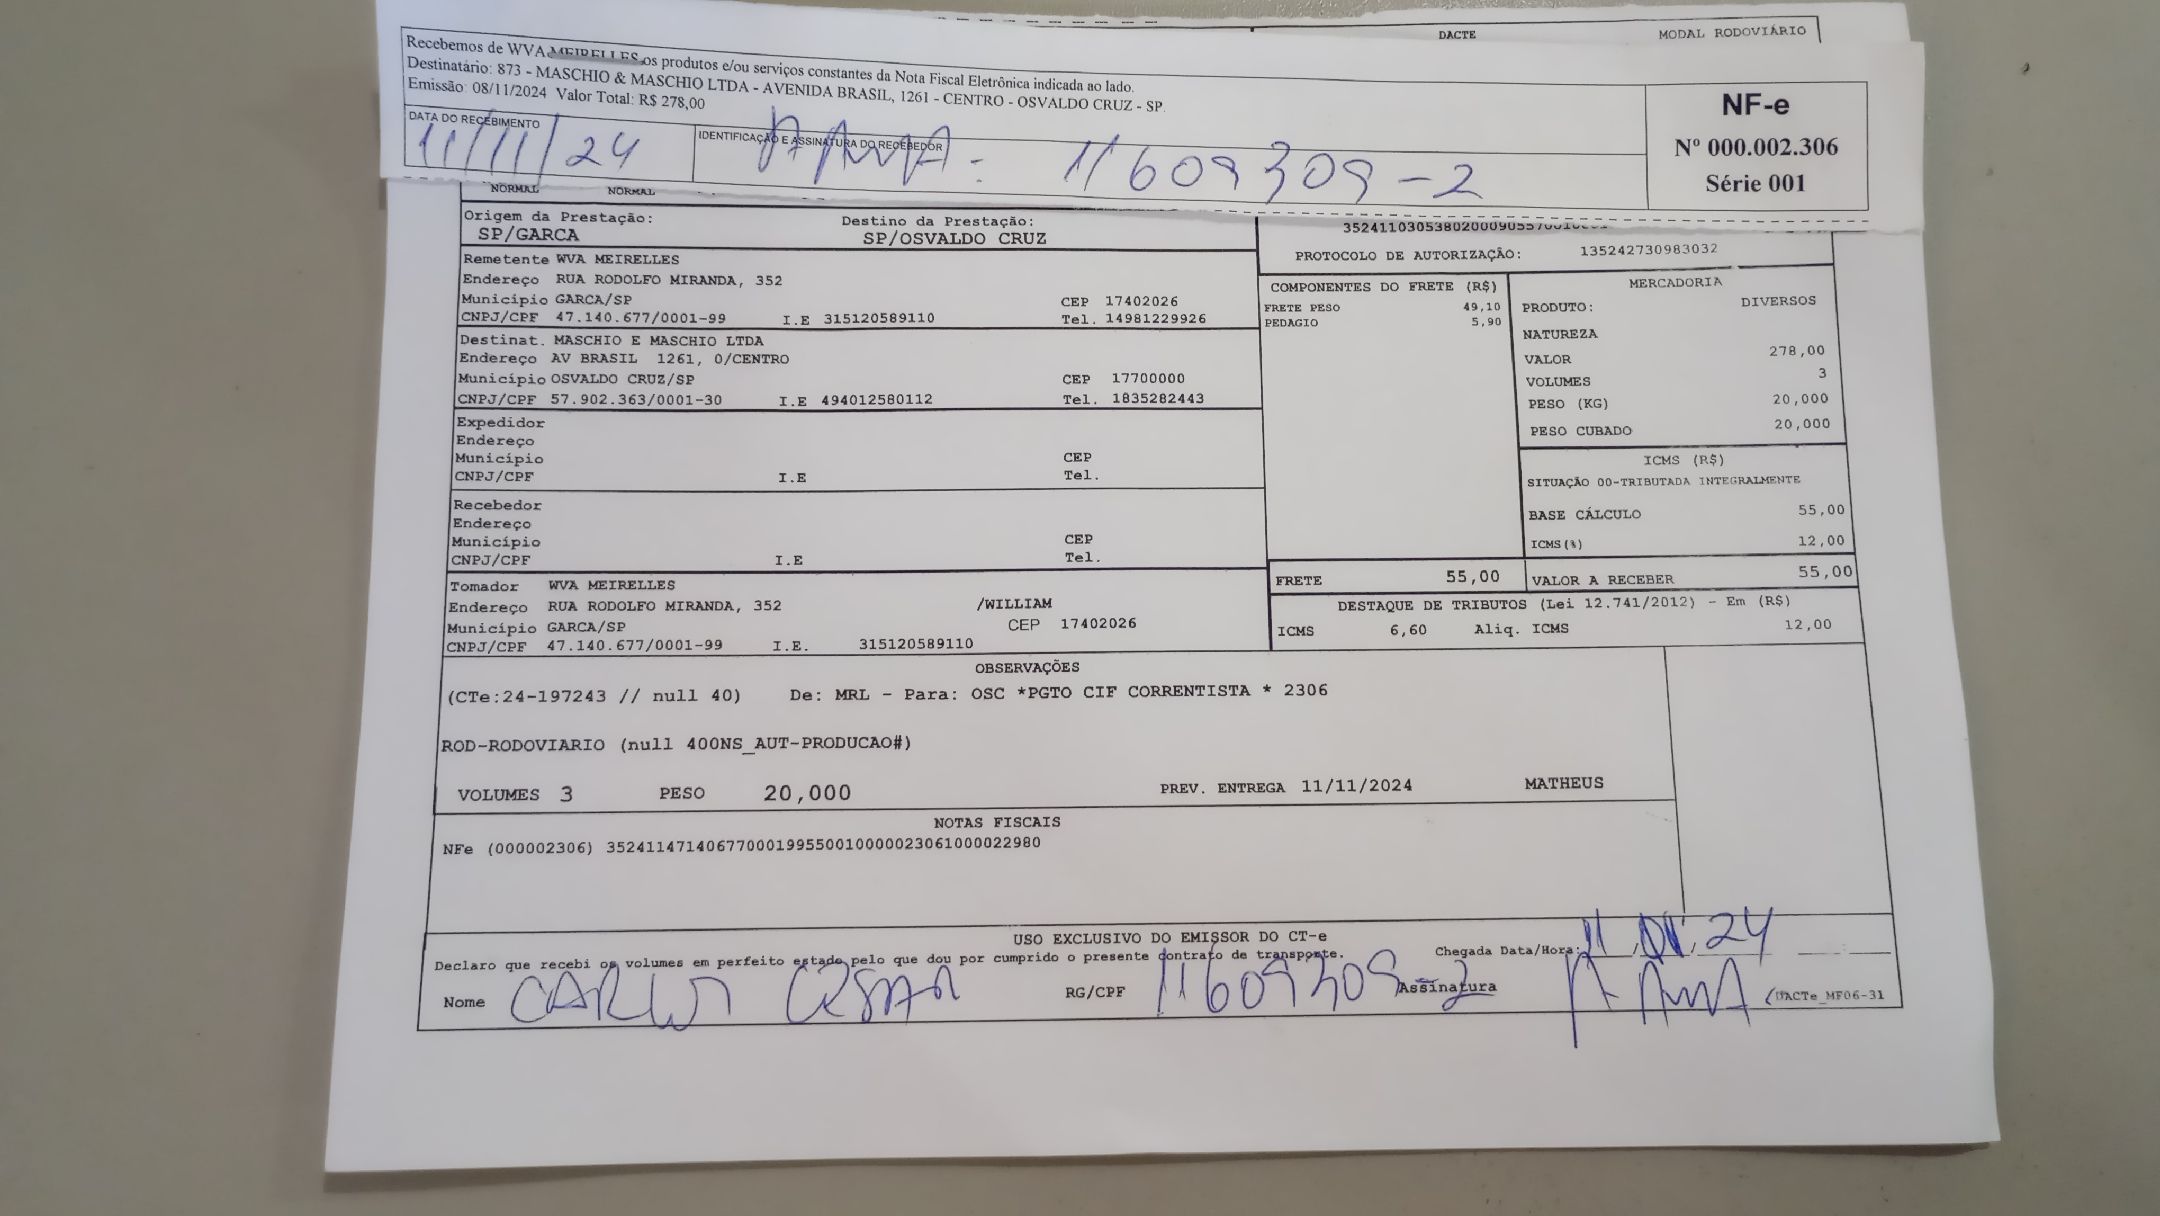 DACTE MODAL RODOVIÁRIO
Recebemos de WVA MEIRELLES os produtos e/ou serviços constantes da Nota Fiscal Eletrônica indicada ao lado.
Destinatário: 873 - MASCHIO & MASCHIO LTDA - AVENIDA BRASIL, 1261 - CENTRO - OSVALDO CRUZ - SP
Emissão: 08/11/2024 Valor Total: R$ 278,00
DATA DO RECEBIMENTO
11/11/24
IDENTIFICAÇÃO E ASSINATURA DO RECEBEDOR
11609309-2
NF-e
Nº 000.002.306
Série 001
NORMAL NORMAL
Origem da Prestação: Destino da Prestação:
SP/GARCA SP/OSVALDO CRUZ
Remetente WVA MEIRELLES
Endereço RUA RODOLFO MIRANDA, 352
Município GARCA/SP CEP 17402026
CNPJ/CPF 47.140.677/0001-99 I.E 315120589110 Tel. 14981229926
Destinat. MASCHIO E MASCHIO LTDA
Endereço AV BRASIL 1261, 0/CENTRO
Município OSVALDO CRUZ/SP CEP 17700000
CNPJ/CPF 57.902.363/0001-30 I.E 494012580112 Tel. 1835282443
Expedidor
Endereço
Município CEP
CNPJ/CPF I.E Tel.
Recebedor
Endereço
Município CEP
CNPJ/CPF I.E Tel.
Tomador WVA MEIRELLES
Endereço RUA RODOLFO MIRANDA, 352 /WILLIAM
Município GARCA/SP CEP 17402026
CNPJ/CPF 47.140.677/0001-99 I.E. 315120589110
PROTOCOLO DE AUTORIZAÇÃO: 135242730983032
COMPONENTES DO FRETE (R$)
FRETE PESO 49,10
PEDAGIO 5,90
MERCADORIA
PRODUTO: DIVERSOS
NATUREZA
VALOR 278,00
VOLUMES 3
PESO (KG) 20,000
PESO CUBADO 20,000
ICMS (R$)
SITUAÇÃO 00-TRIBUTADA INTEGRALMENTE
BASE CÁLCULO 55,00
ICMS(%) 12,00
FRETE 55,00 VALOR A RECEBER 55,00
DESTAQUE DE TRIBUTOS (Lei 12.741/2012) - Em (R$)
ICMS 6,60 Aliq. ICMS 12,00
OBSERVAÇÕES
(CTe:24-197243 // null 40) De: MRL - Para: OSC *PGTO CIF CORRENTISTA * 2306
ROD-RODOVIARIO (null 400NS_AUT-PRODUCAO#)
VOLUMES 3 PESO 20,000 PREV. ENTREGA 11/11/2024 MATHEUS
NOTAS FISCAIS
NFe (000002306) 35241147140677000199550010000023061000022980
USO EXCLUSIVO DO EMISSOR DO CT-e
Declaro que recebi os volumes em perfeito estado pelo que dou por cumprido o presente contrato de transporte.
Chegada Data/Hora: 11/ /24
Nome CARLOS CESAR RG/CPF 11609309-2 Assinatura
DACTe_MF06-31